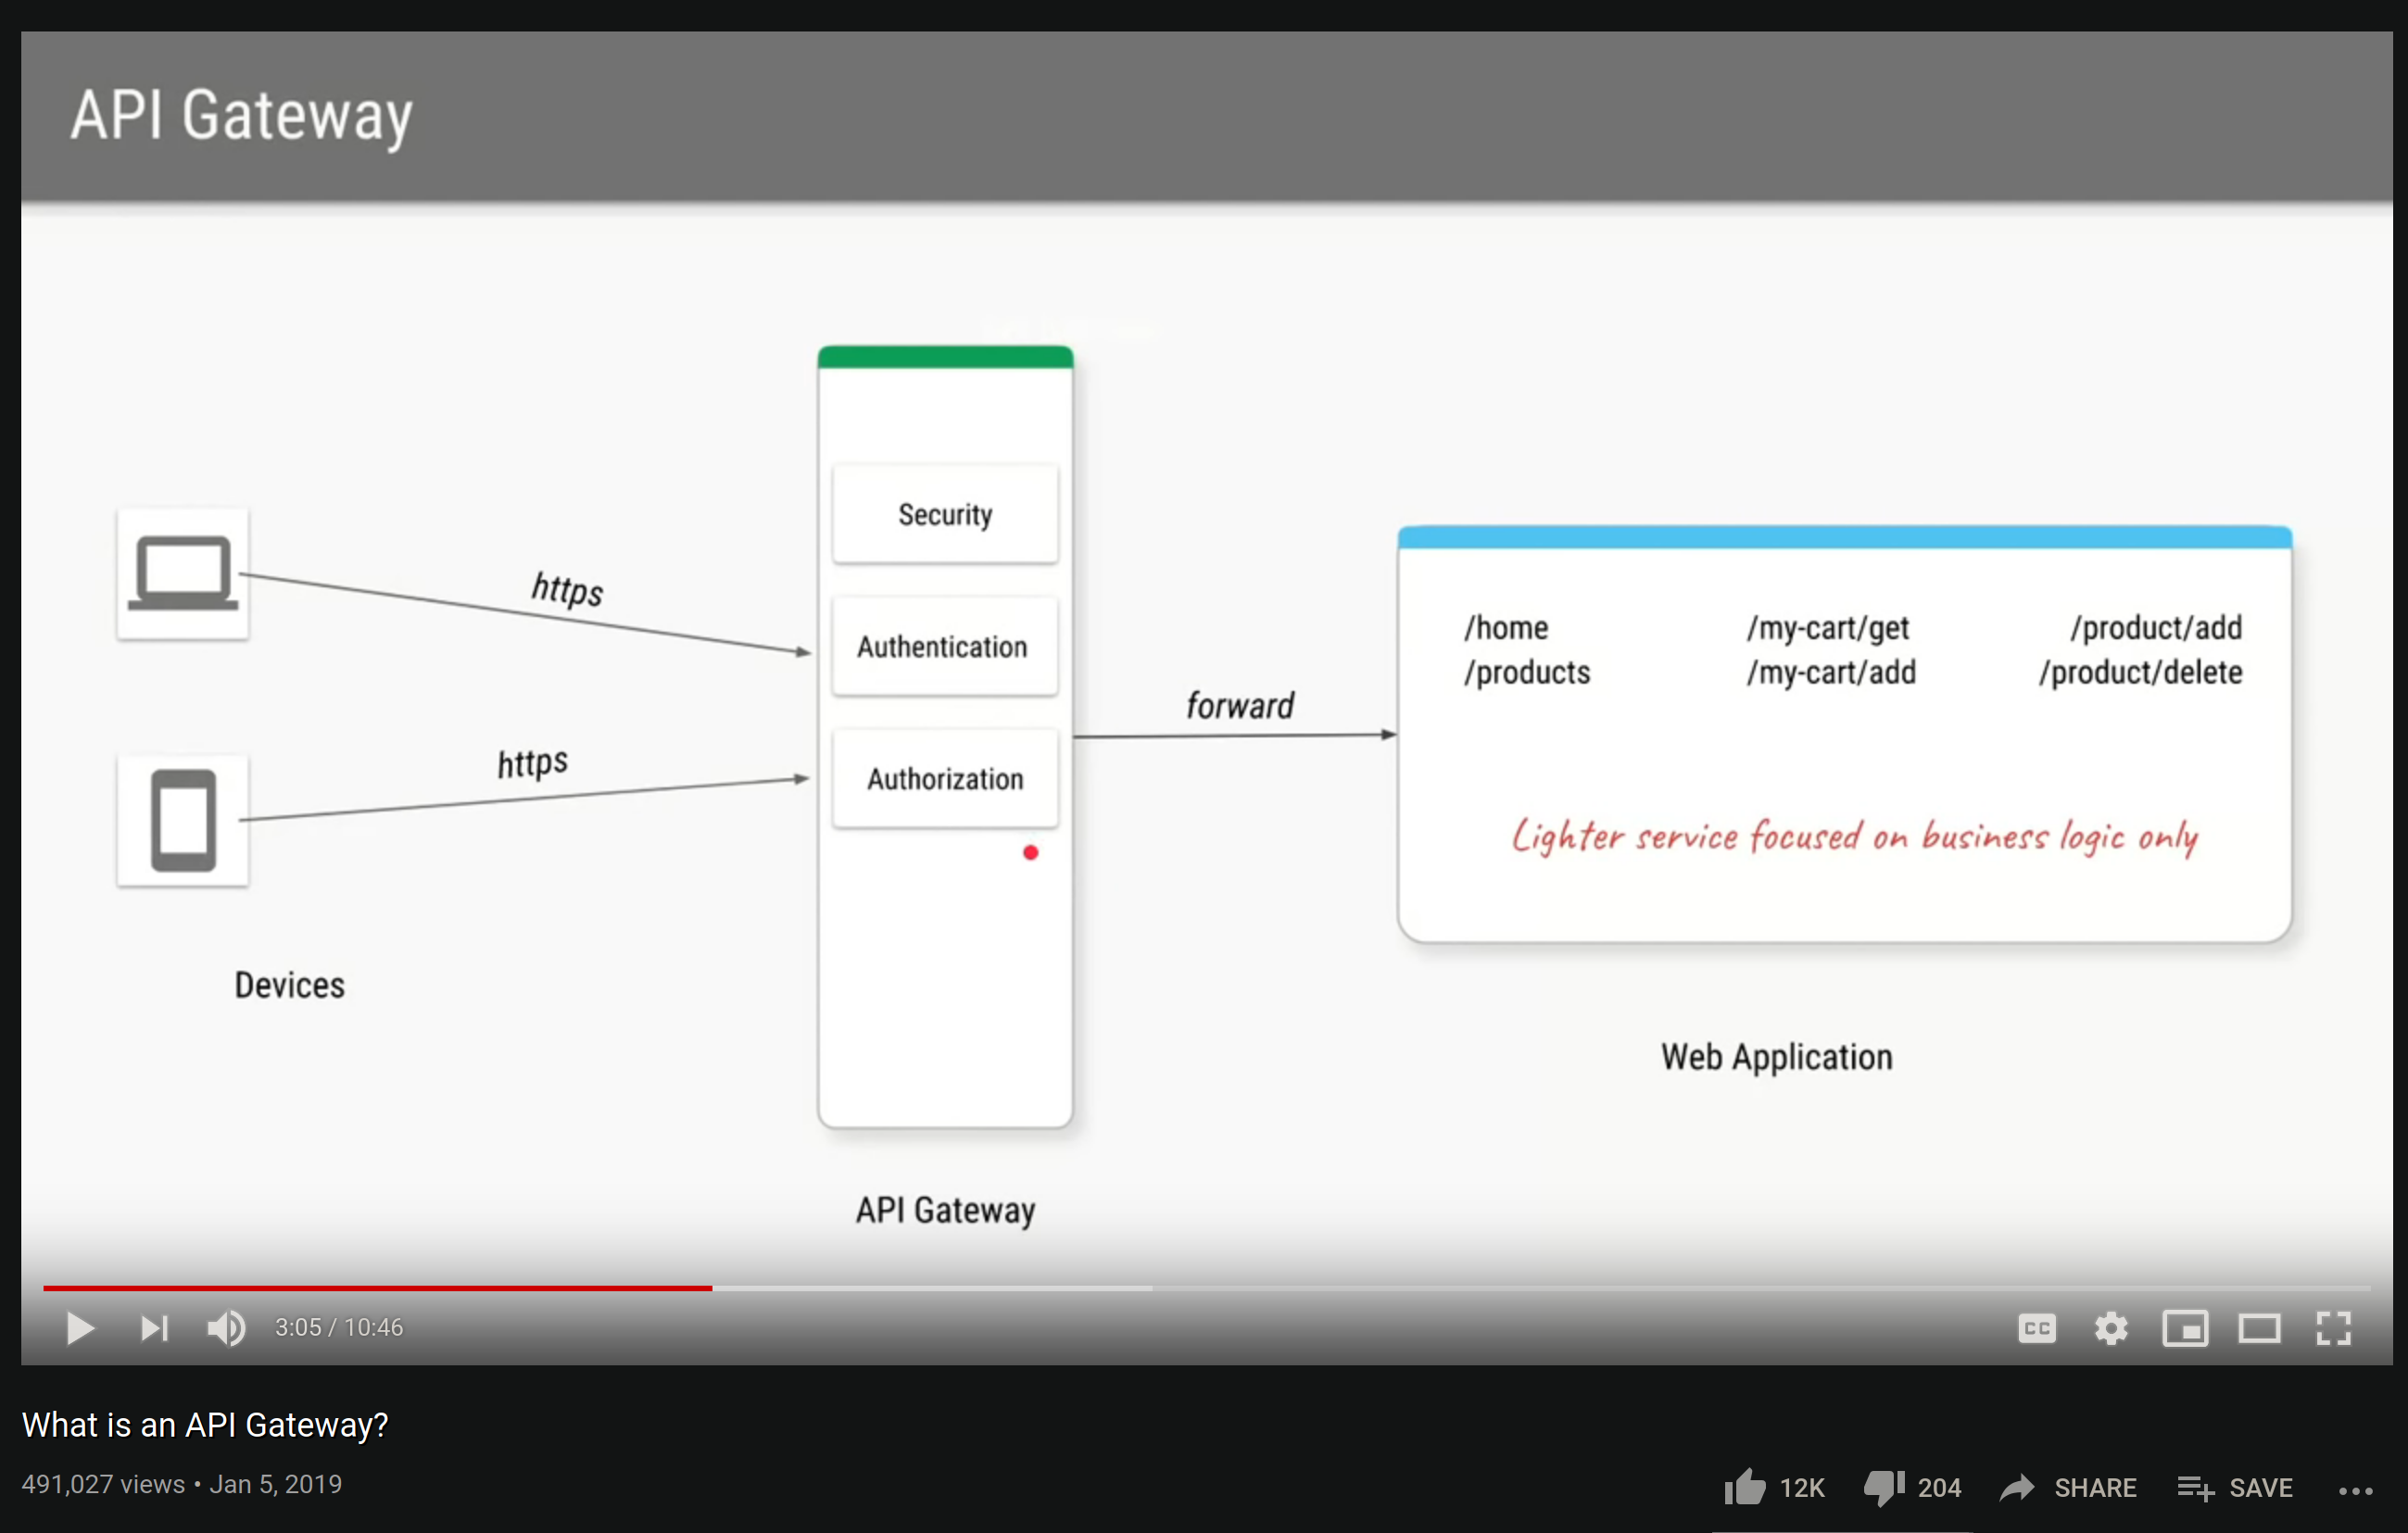 API Gateway
https
https
Devices
Security
Authentication
Authorization
API Gateway
forward
/home
/products
/my-cart/get
/my-cart/add
/product/add
/product/delete
Lighter service focused on business logic only
Web Application
3:05 / 10:46
CC
What is an API Gateway?
491,027 views • Jan 5, 2019
12K
204
SHARE
SAVE